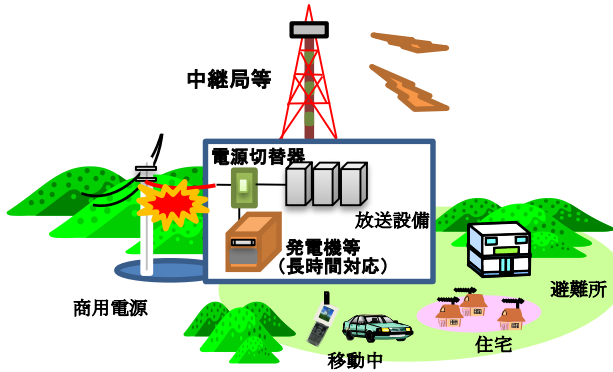 中継局等
電源切替器
放送設備
発電機等
(長時間対応)
商用電源
避難所
住宅
移動中